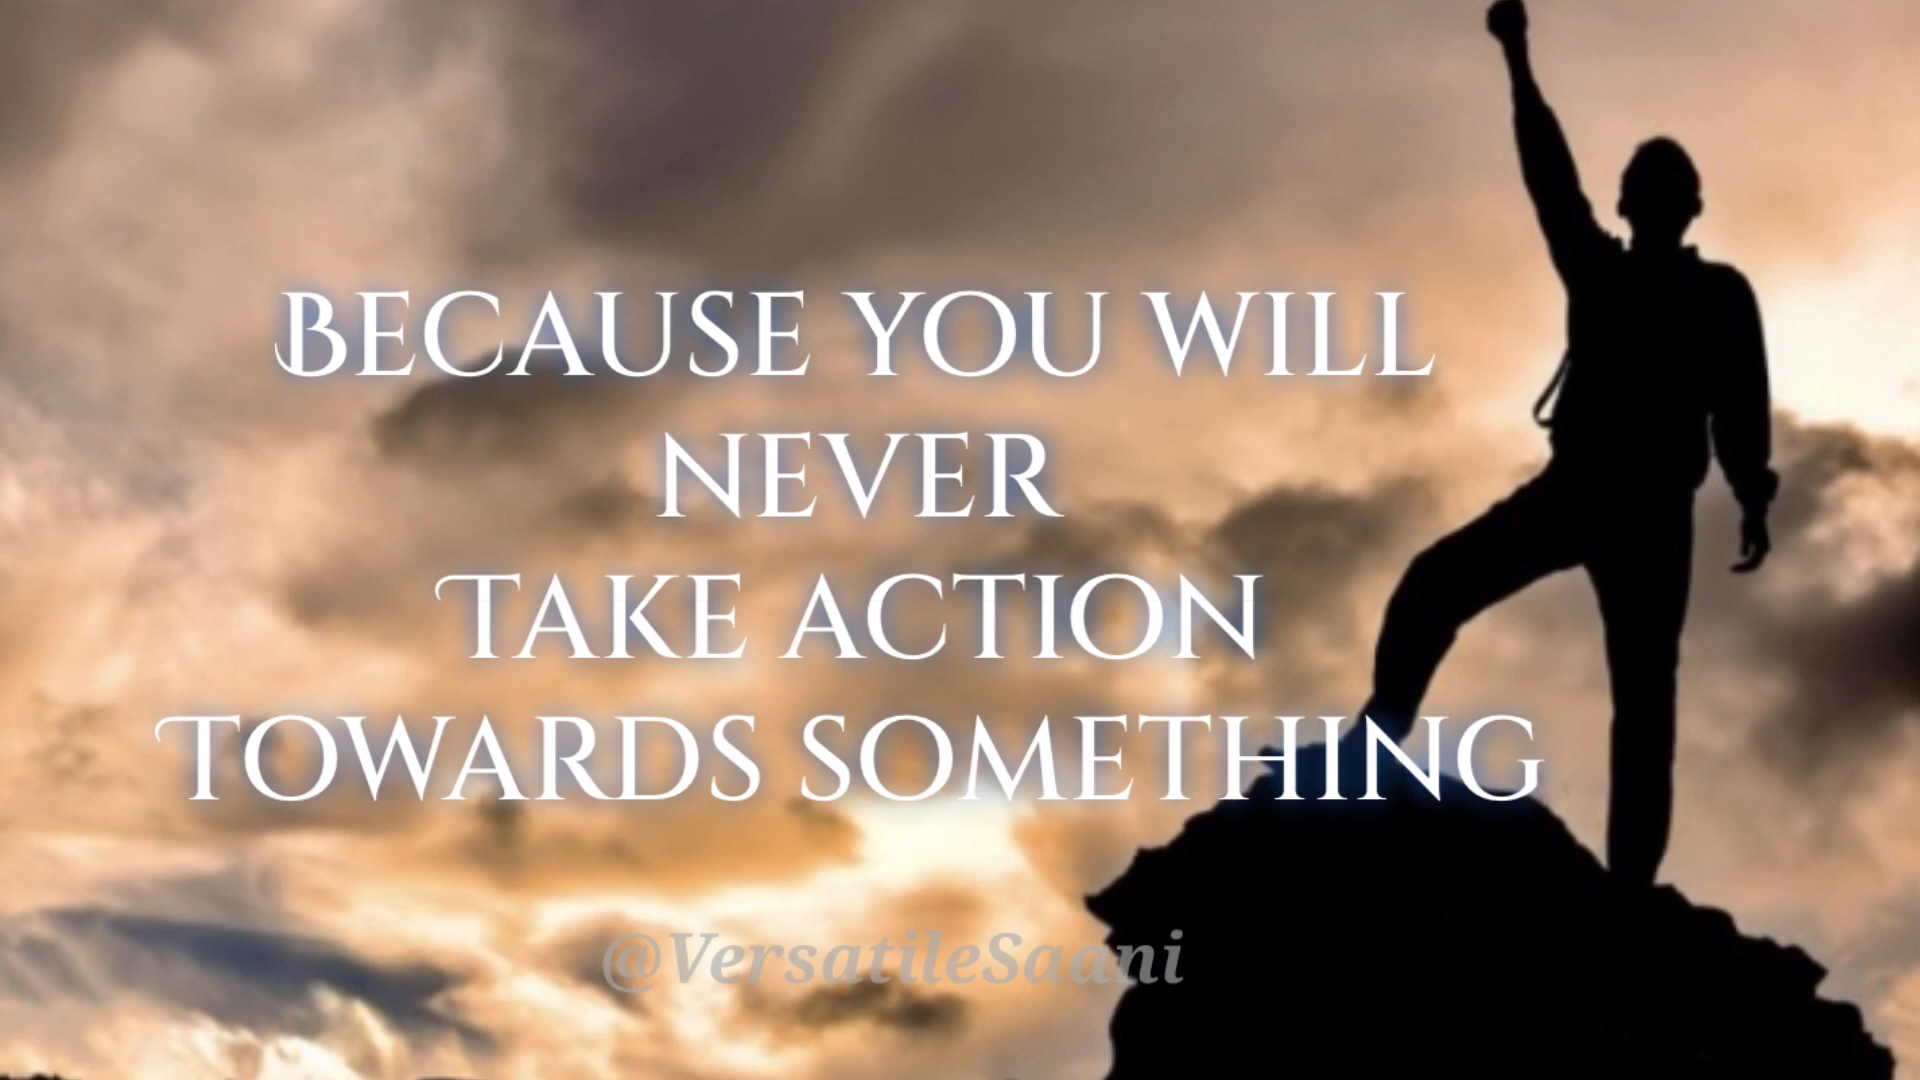 Because you will
never
Take action
Towards something
@VersatileSaani